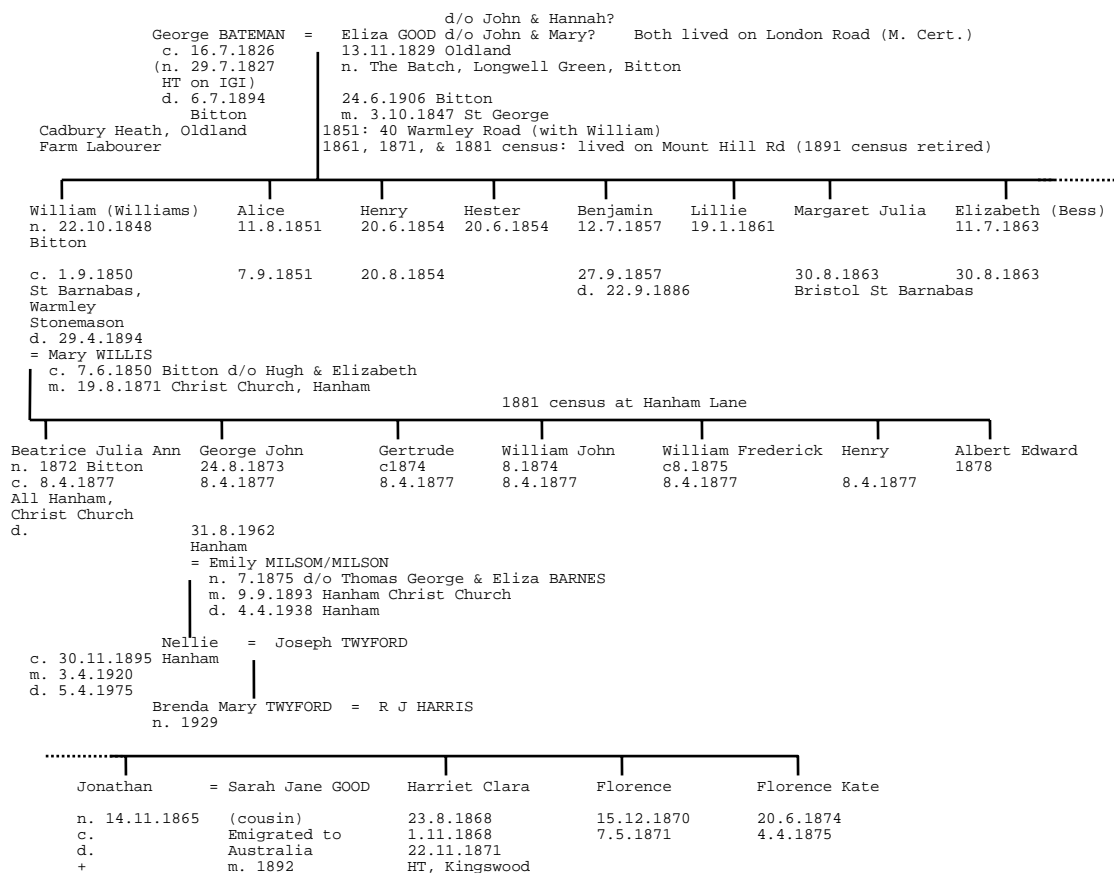 d/o John & Hannah?
George BATEMAN = Eliza GOOD d/o John & Mary? Both lived on London Road (M. Cert.)
c. 16.7.1826 13.11.1829 Oldland
(n. 29.7.1827 n. The Batch, Longwell Green, Bitton
HT on IGI)
d. 6.7.1894 24.6.1906 Bitton
Bitton m. 3.10.1847 St George
Cadbury Heath, Oldland 1851: 40 Warmley Road (with William)
Farm Labourer 1861, 1871, & 1881 census: lived on Mount Hill Rd (1891 census retired)
William (Williams) Alice Henry Hester Benjamin Lillie Margaret Julia Elizabeth (Bess)
n. 22.10.1848 11.8.1851 20.6.1854 20.6.1854 12.7.1857 19.1.1861 11.7.1863
Bitton
c. 1.9.1850 7.9.1851 20.8.1854 27.9.1857 30.8.1863 30.8.1863
St Barnabas, d. 22.9.1886 Bristol St Barnabas
Warmley
Stonemason
d. 29.4.1894
= Mary WILLIS
c. 7.6.1850 Bitton d/o Hugh & Elizabeth
m. 19.8.1871 Christ Church, Hanham
1881 census at Hanham Lane
Beatrice Julia Ann George John Gertrude William John William Frederick Henry Albert Edward
n. 1872 Bitton 24.8.1873 c1874 8.1874 c8.1875 1878
c. 8.4.1877 8.4.1877 8.4.1877 8.4.1877 8.4.1877 8.4.1877
All Hanham,
Christ Church
d. 31.8.1962
Hanham
= Emily MILSOM/MILSON
n. 7.1875 d/o Thomas George & Eliza BARNES
m. 9.9.1893 Hanham Christ Church
d. 4.4.1938 Hanham
Nellie = Joseph TWYFORD
c. 30.11.1895 Hanham
m. 3.4.1920
d. 5.4.1975
Brenda Mary TWYFORD = R J HARRIS
n. 1929
Jonathan = Sarah Jane GOOD Harriet Clara Florence Florence Kate
n. 14.11.1865 (cousin) 23.8.1868 15.12.1870 20.6.1874
c. Emigrated to 1.11.1868 7.5.1871 4.4.1875
d. Australia 22.11.1871
+ m. 1892 HT, Kingswood